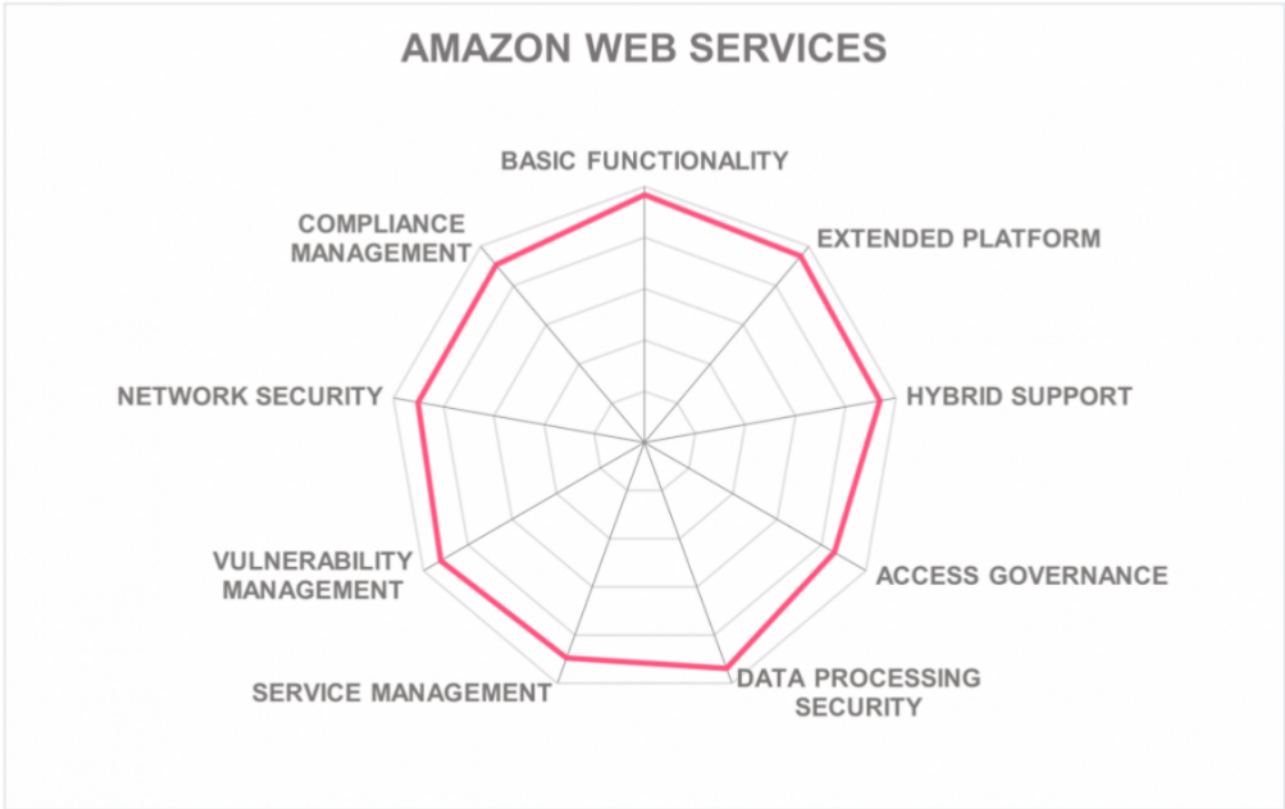 AMAZON WEB SERVICES
BASIC FUNCTIONALITY
COMPLIANCE
MANAGEMENT
EXTENDED PLATFORM
NETWORK SECURITY
HYBRID SUPPORT
VULNERABILITY
MANAGEMENT
ACCESS GOVERNANCE
SERVICE MANAGEMENT
DATA PROCESSING
SECURITY